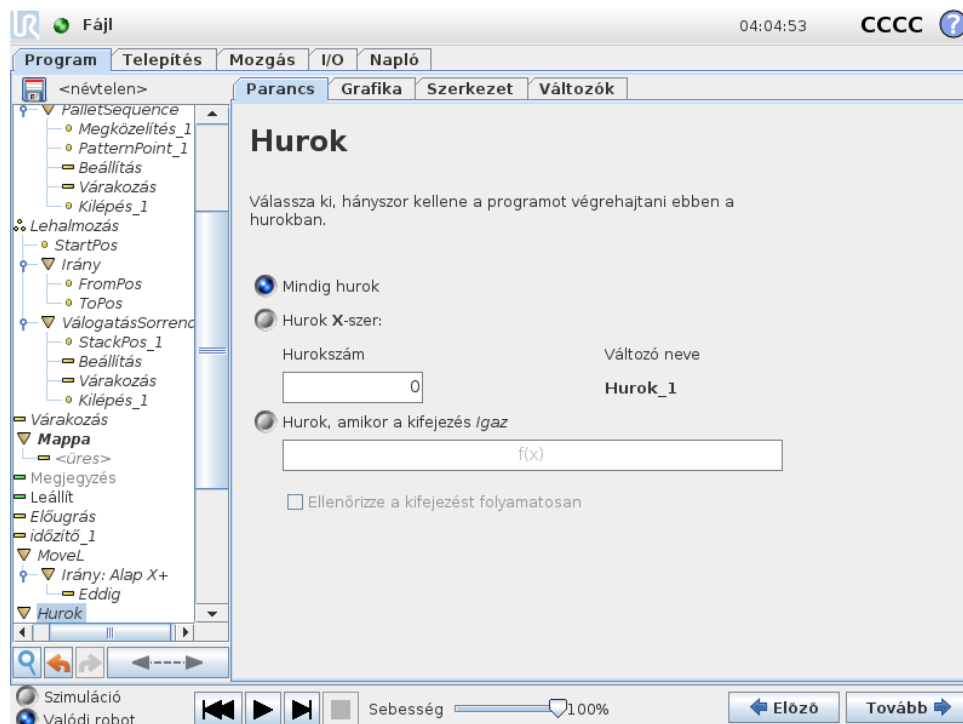 UR Fájl 04:04:53 CCCC ?
Program Telepítés Mozgás I/O Napló
<névtelen>
Parancs Grafika Szerkezet Változók
PalletSequence
Megközelítés_1
PatternPoint_1
Beállítás
Várakozás
Kilépés_1
Lehalmozás
StartPos
Irány
FromPos
ToPos
VálogatásSorrend
StackPos_1
Beállítás
Várakozás
Kilépés_1
Várakozás
Mappa
<üres>
Megjegyzés
Leállít
Előugrás
időzítő_1
MoveL
Irány: Alap X+
Eddig
Hurok
Hurok
Válassza ki, hányszor kellene a programot végrehajtani ebben a
hurokban.
Mindig hurok
Hurok X-szer:
Hurokszám Változó neve
0 Hurok_1
Hurok, amikor a kifejezés Igaz
f(x)
Ellenőrizze a kifejezést folyamatosan
Szimuláció
Valódi robot
Sebesség 100%
Előző Tovább